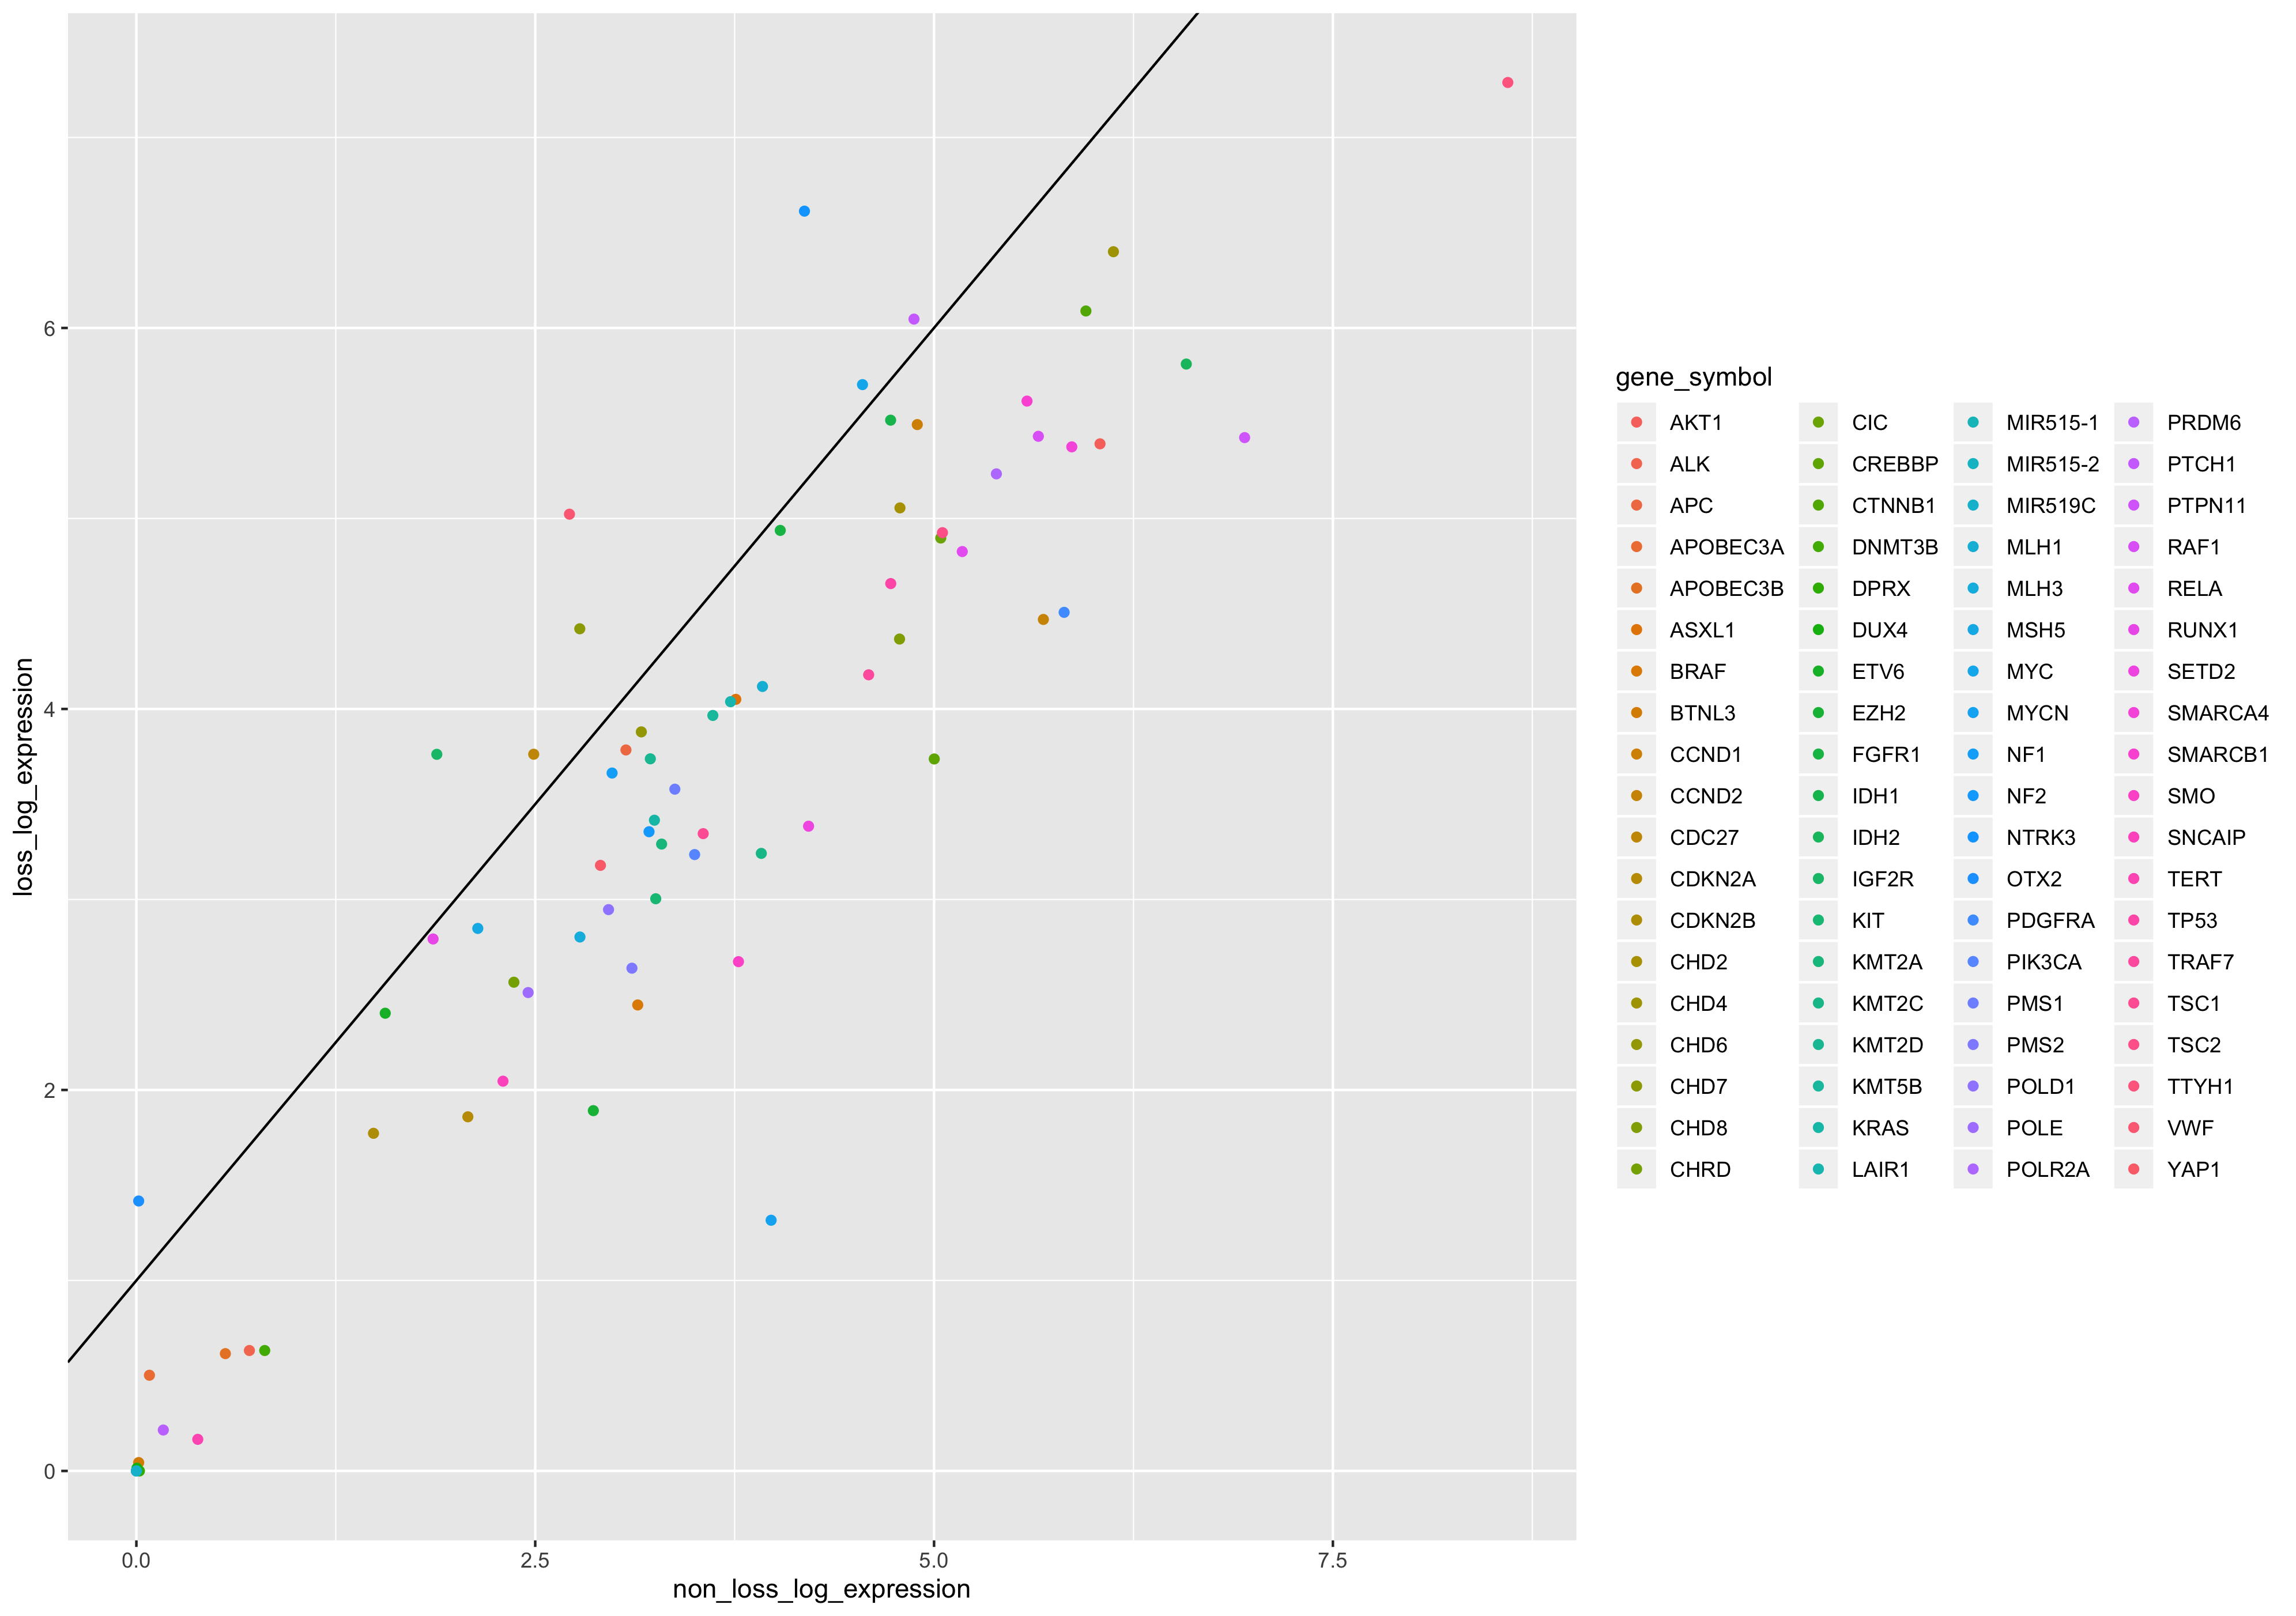 loss_log_expression
6
4
2
0
0.0
2.5
5.0
7.5
non_loss_log_expression
gene_symbol
AKT1
ALK
APC
APOBEC3A
APOBEC3B
ASXL1
BRAF
BTNL3
CCND1
CCND2
CDC27
CDKN2A
CDKN2B
CHD2
CHD4
CHD6
CHD7
CHD8
CHRD
CIC
CREBBP
CTNNB1
DNMT3B
DPRX
DUX4
ETV6
EZH2
FGFR1
IDH1
IDH2
IGF2R
KIT
KMT2A
KMT2C
KMT2D
KMT5B
KRAS
LAIR1
MIR515-1
MIR515-2
MIR519C
MLH1
MLH3
MSH5
MYC
MYCN
NF1
NF2
NTRK3
OTX2
PDGFRA
PIK3CA
PMS1
PMS2
POLD1
POLE
POLR2A
PRDM6
PTCH1
PTPN11
RAF1
RELA
RUNX1
SETD2
SMARCA4
SMARCB1
SMO
SNCAIP
TERT
TP53
TRAF7
TSC1
TSC2
TTYH1
VWF
YAP1